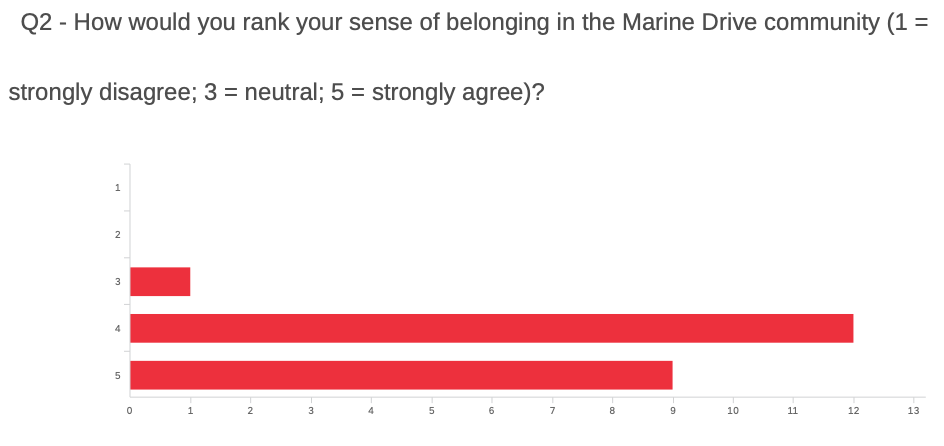 Q2 - How would you rank your sense of belonging in the Marine Drive community (1 =
strongly disagree; 3 = neutral; 5 = strongly agree)?
1
2
3
4
5
0 1 2 3 4 5 6 7 8 9 10 11 12 13